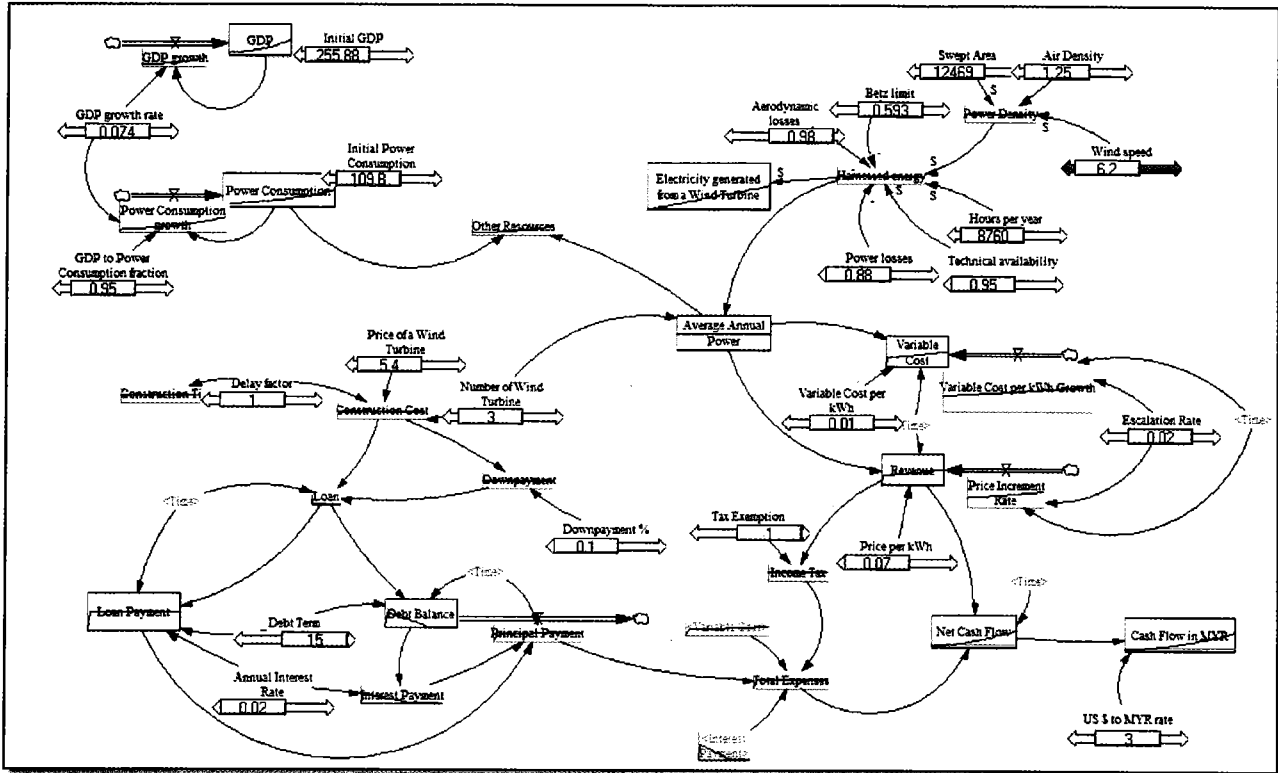 GDP
Initial GDP
255.88
GDP growth
GDP growth rate
0.074
Swept Area
12469
Air Density
1.25
S
Betz limit
0.593
Aerodynamic
losses
0.98
Power Density
S
Wind speed
6.2
Initial Power
Consumption
109.8
Power Consumption
Power Consumption
growth
GDP to Power
Consumption fraction
0.95
Electricity generated
from a Wind Turbine
S
Harnessed energy
S
S
S
Hours per year
8760
Other Resources
Power losses
0.88
Technical availability
0.95
Average Annual
Power
Price of a Wind
Turbine
5.4
Delay factor
1
Construction Ti
Construction Cost
Number of Wind
Turbine
3
Variable
Cost
Variable Cost per kWh Growth
Variable Cost per
kWh
0.01
<Time>
Escalation Rate
0.02
<Time>
Revenue
Price Increment
Rate
Downpayment
Loan
<Time>
Downpayment %
0.1
Tax Exemption
1
Price per kWh
0.07
Income Tax
<Time>
<Time>
Loan Payment
Debt Term
15
Debt Balance
Principal Payment
<Variable Cost>
Net Cash Flow
Cash Flow in MYR
Annual Interest
Rate
0.02
Interest Payment
Total Expenses
<Interest
Payment>
US $ to MYR rate
3